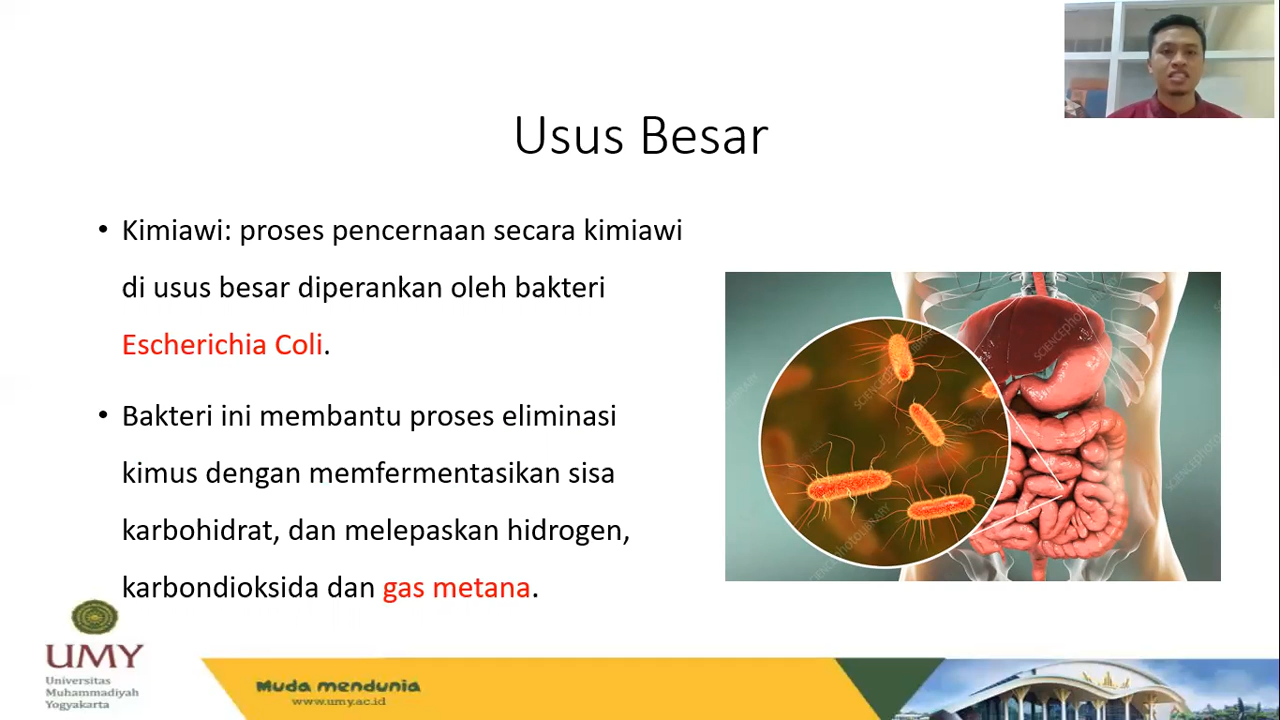 Usus Besar
• Kimiawi: proses pencernaan secara kimiawi
di usus besar diperankan oleh bakteri
Escherichia Coli.
• Bakteri ini membantu proses eliminasi
kimus dengan memfermentasikan sisa
karbohidrat, dan melepaskan hidrogen,
karbondioksida dan gas metana.
UMY
Universitas
Muhammadiyah
Yogyakarta
Muda mendunia
www.umy.ac.id